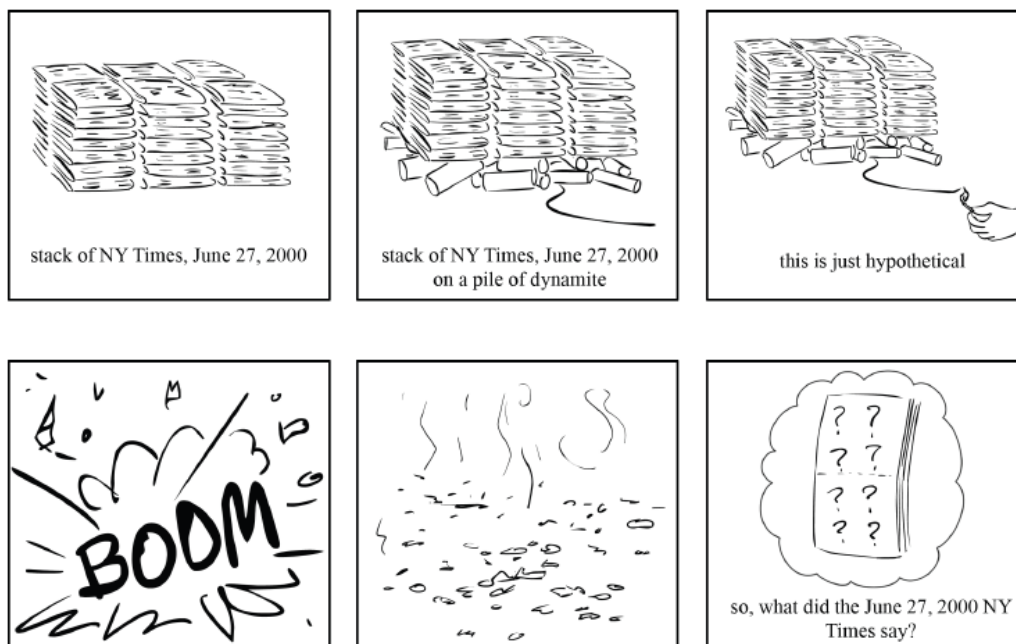 stack of NY Times, June 27, 2000
stack of NY Times, June 27, 2000
on a pile of dynamite
this is just hypothetical
BOOM
? ?
? ?
? ?
? ?
so, what did the June 27, 2000 NY
Times say?